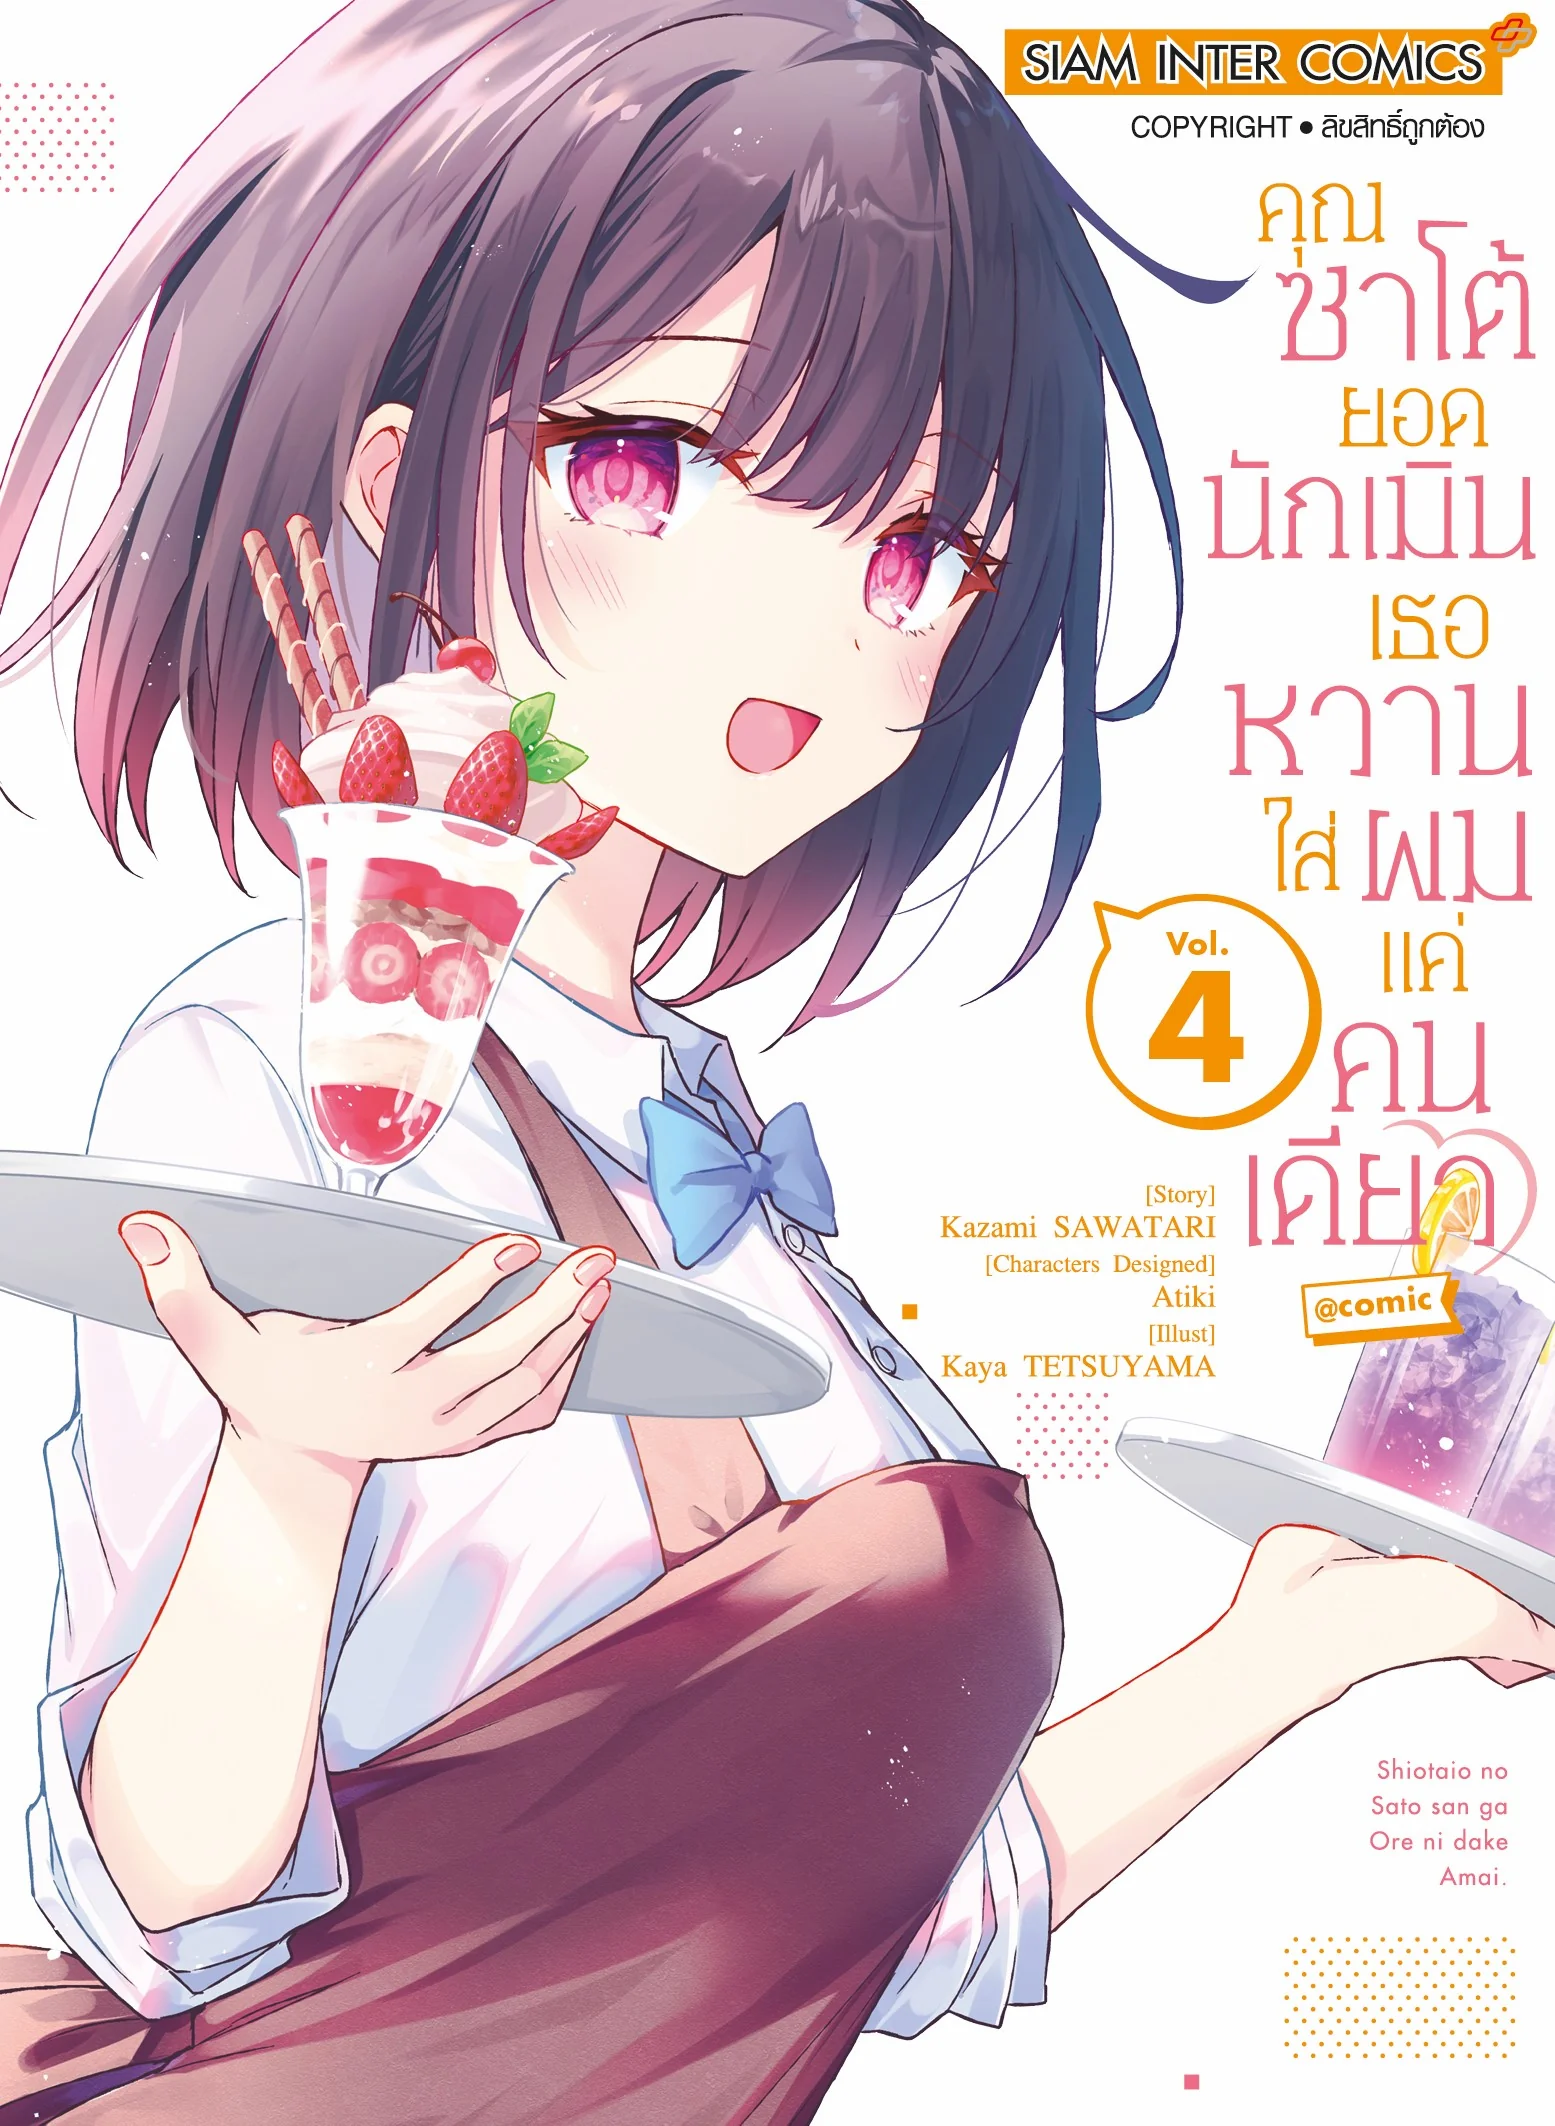 SIAM INTER COMICS
COPYRIGHT • ลิขสิทธิ์ถูกต้อง
คุณ
ซาโต้
ยอด
นักเมิน
เธอ
หวาน
ใส่ ผม
แค่
คน
เดียว
@comic
Vol.
4
[Story]
Kazami SAWATARI
[Characters Designed]
Atiki
[Illust]
Kaya TETSUYAMA
Shiotaio no
Sato san ga
Ore ni dake
Amai.